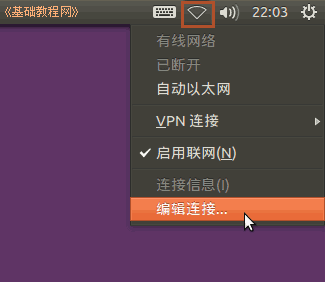 《基础教程网》 22:03
有线网络
已断开
自动以太网
VPN 连接
启用联网(N)
连接信息(I)
编辑连接...